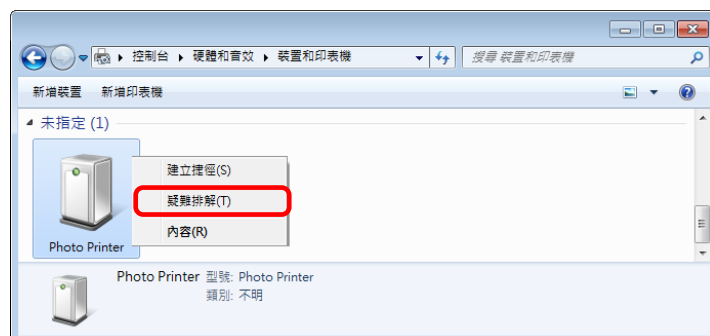 控制台 ▸ 硬體和音效 ▸ 裝置和印表機
搜尋 裝置和印表機
新增裝置 新增印表機
未指定 (1)
建立捷徑(S)
疑難排解(T)
內容(R)
Photo Printer
Photo Printer 型號: Photo Printer
類別: 不明